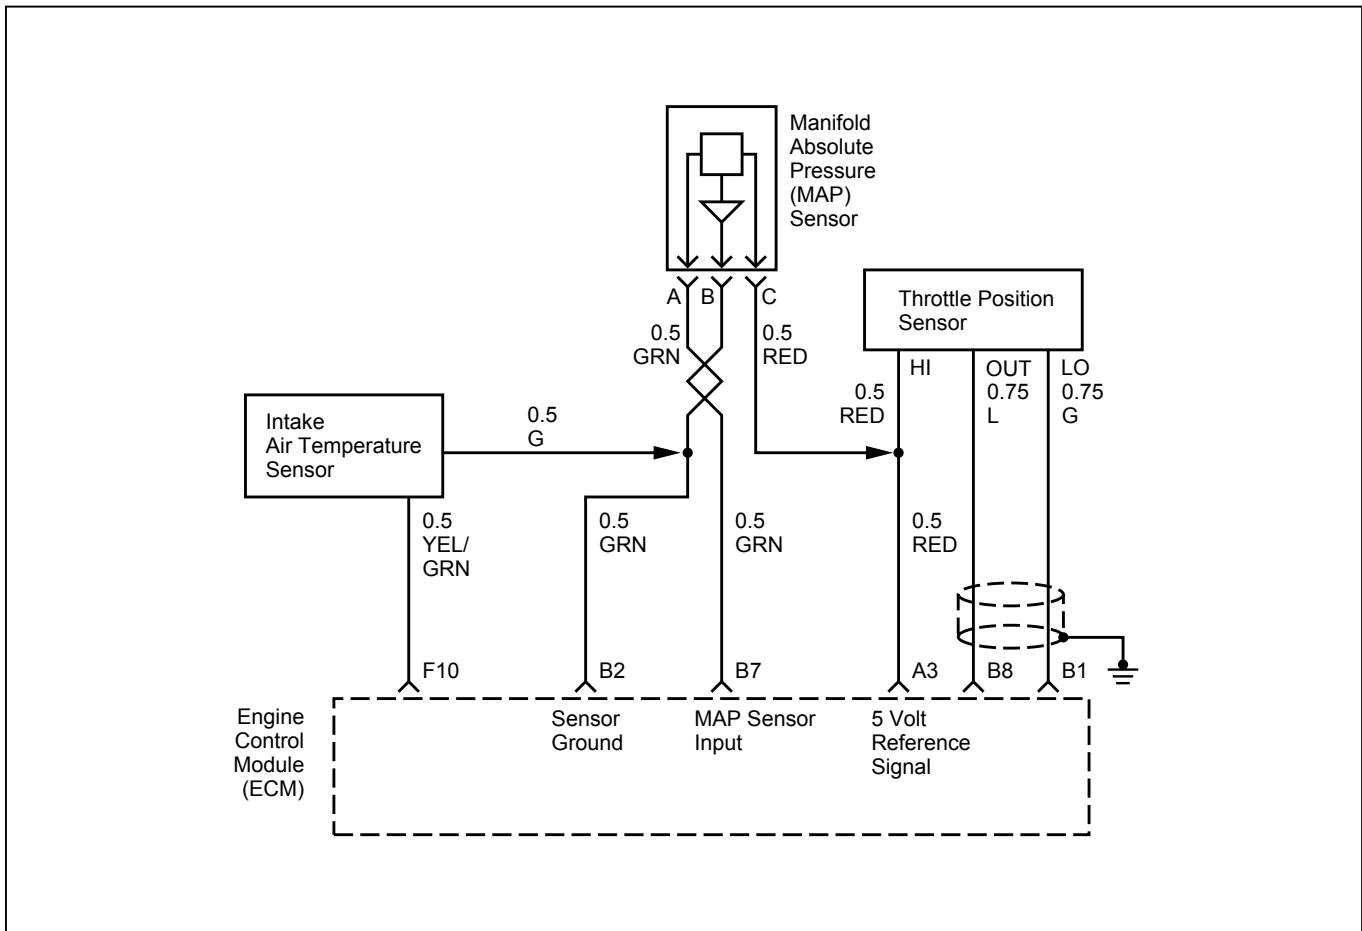 Manifold
Absolute
Pressure
(MAP)
Sensor
A
B
C
0.5
GRN
0.5
RED
Throttle Position
Sensor
HI
OUT
0.75
L
LO
0.75
G
0.5
RED
Intake
Air Temperature
Sensor
0.5
G
0.5
YEL/
GRN
0.5
GRN
0.5
GRN
0.5
RED
F10
B2
B7
A3
B8
B1
Engine
Control
Module
(ECM)
Sensor
Ground
MAP Sensor
Input
5 Volt
Reference
Signal